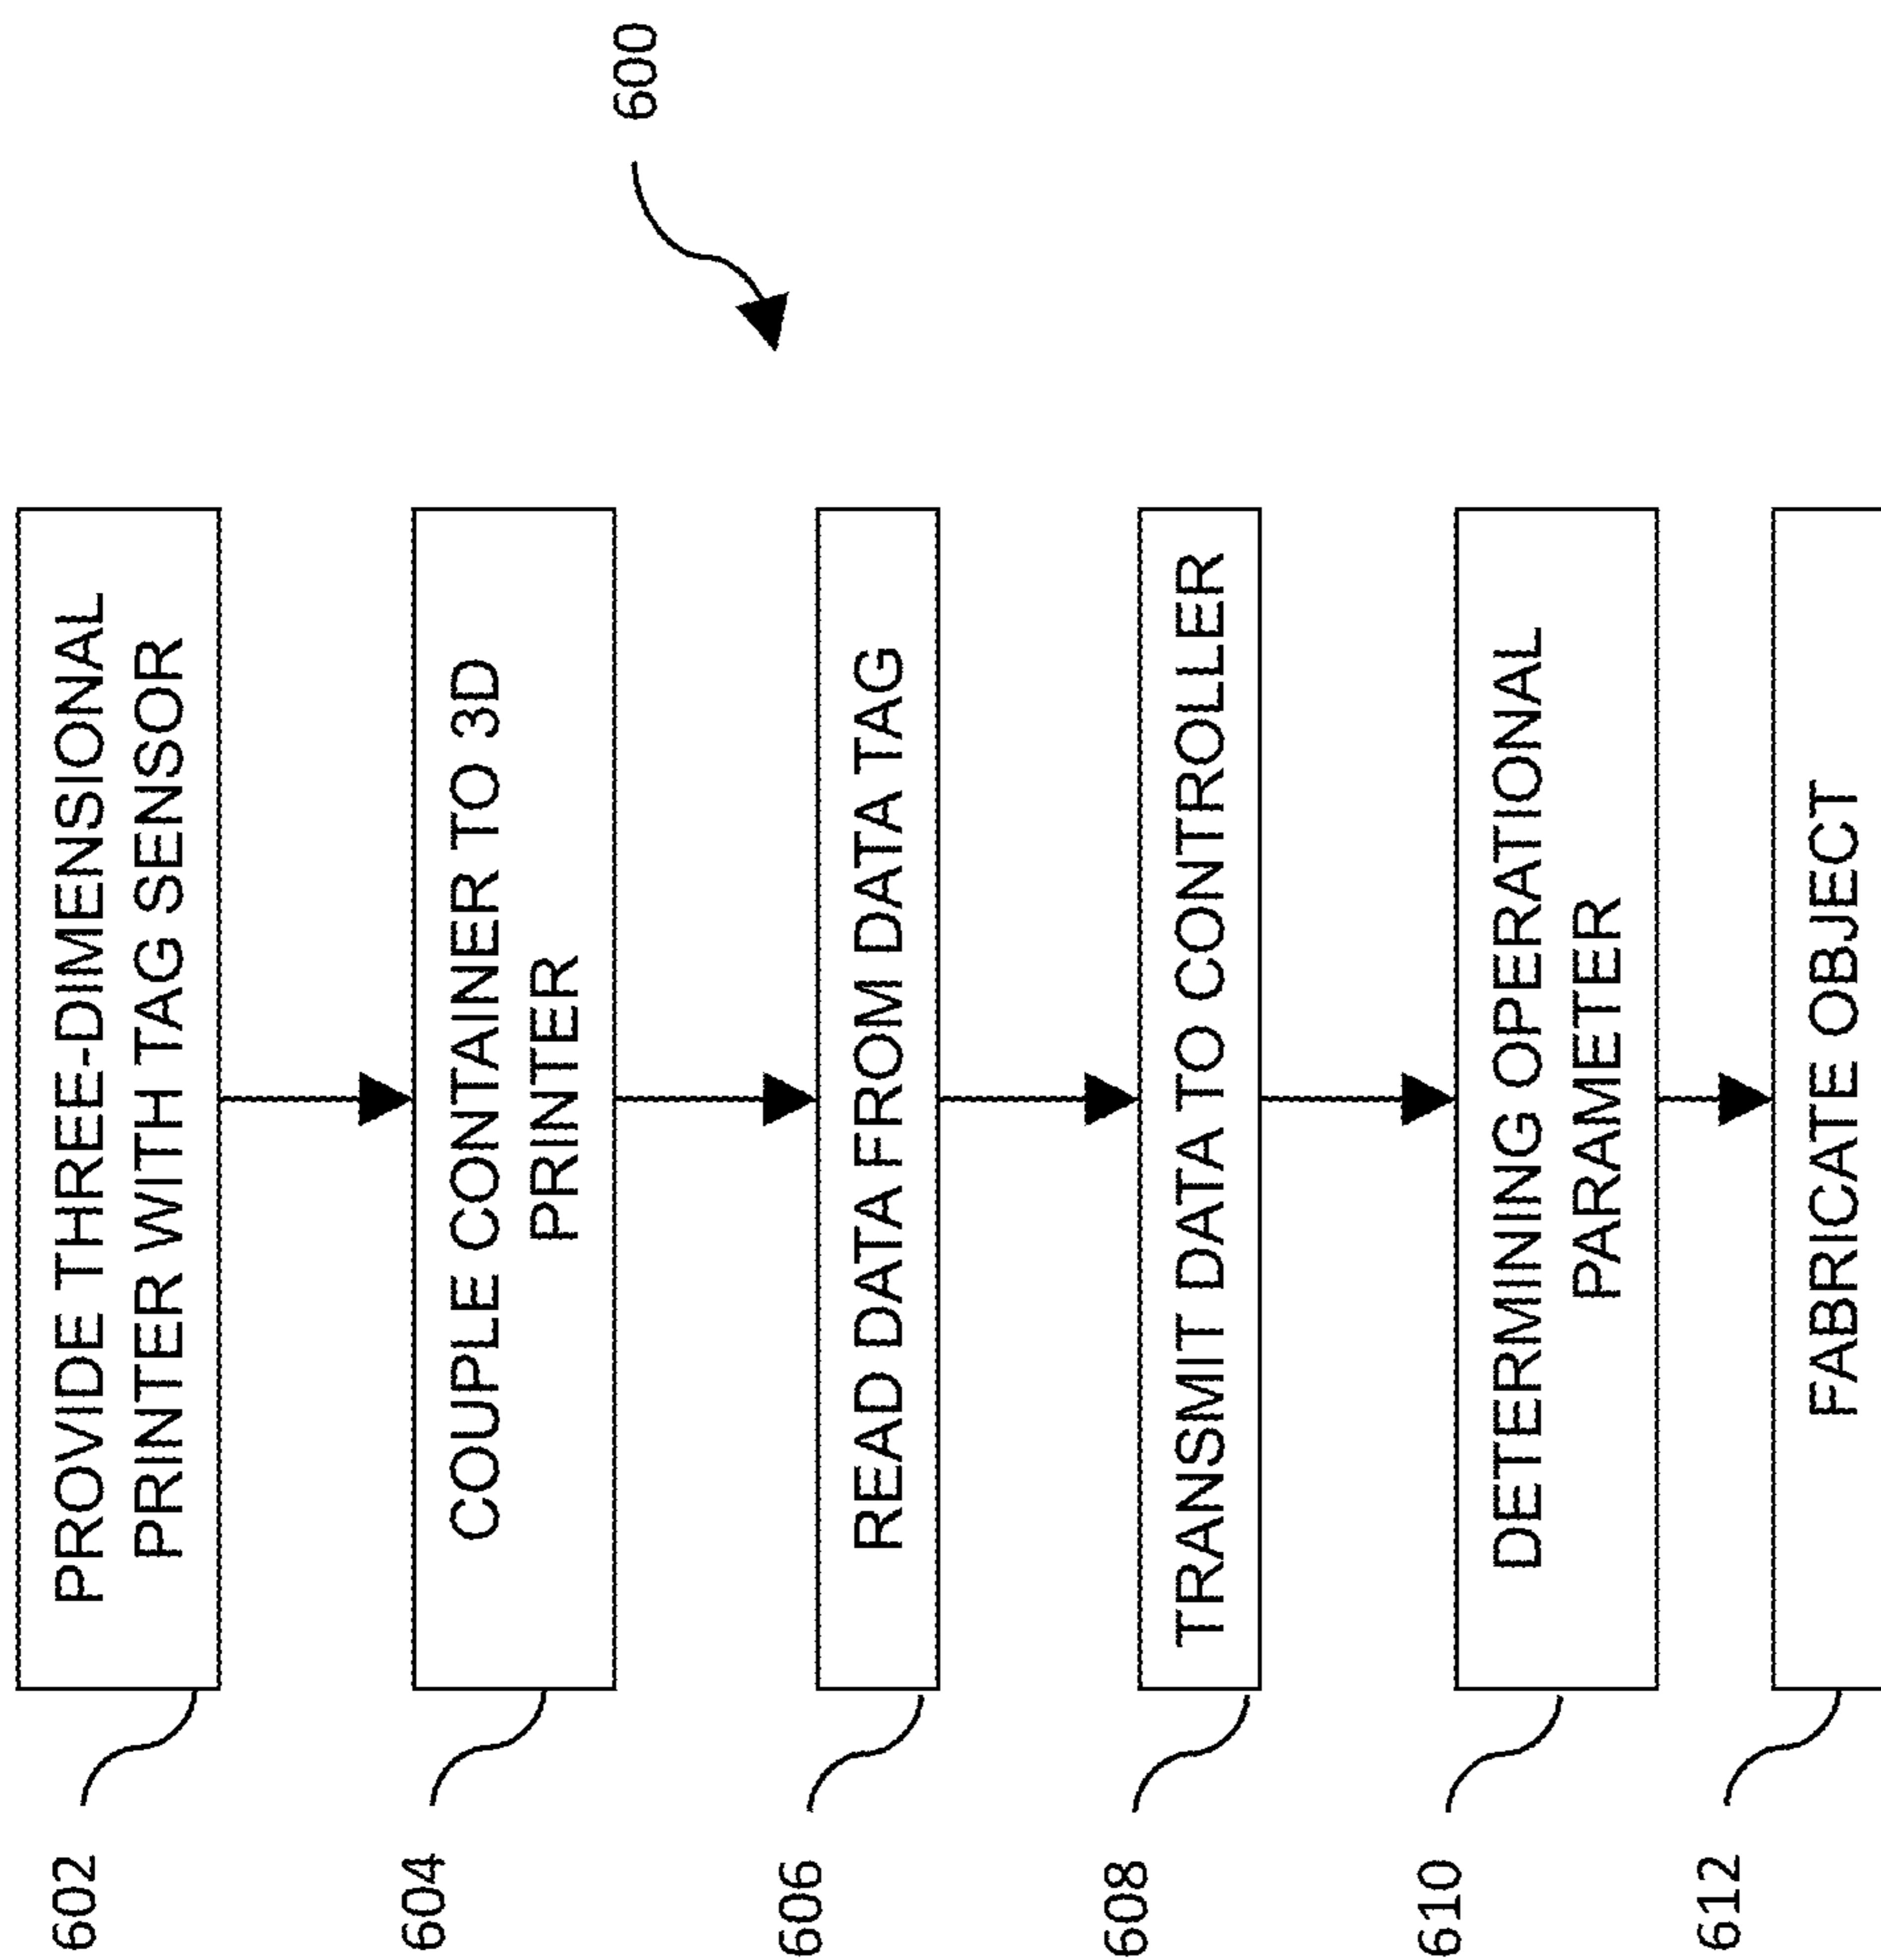 600
602
PROVIDE THREE-DIMENSIONAL
PRINTER WITH TAG SENSOR
604
COUPLE CONTAINER TO 3D
PRINTER
606
READ DATA FROM DATA TAG
608
TRANSMIT DATA TO CONTROLLER
610
DETERMINING OPERATIONAL
PARAMETER
612
FABRICATE OBJECT